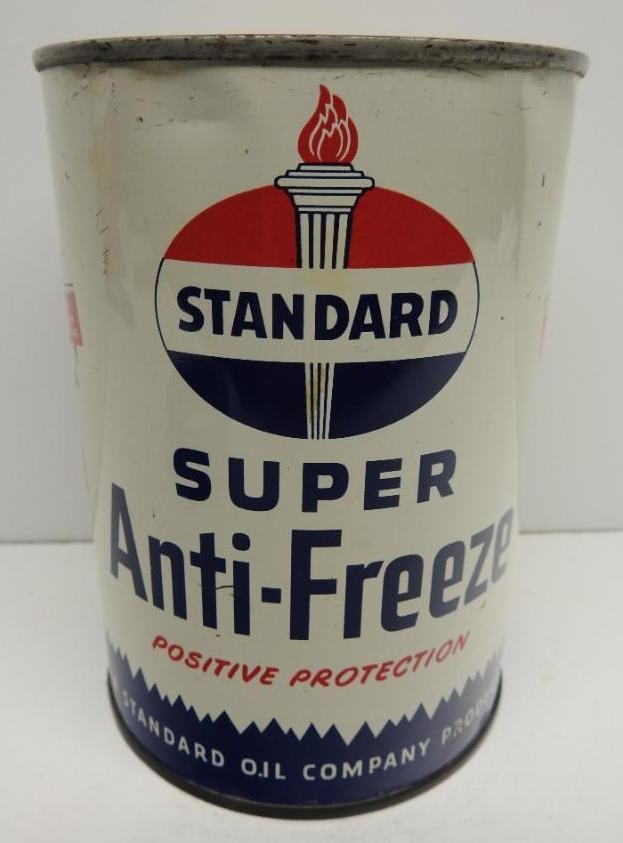 STANDARD
SUPER
Anti-Freeze
POSITIVE PROTECTION
STANDARD OIL COMPANY